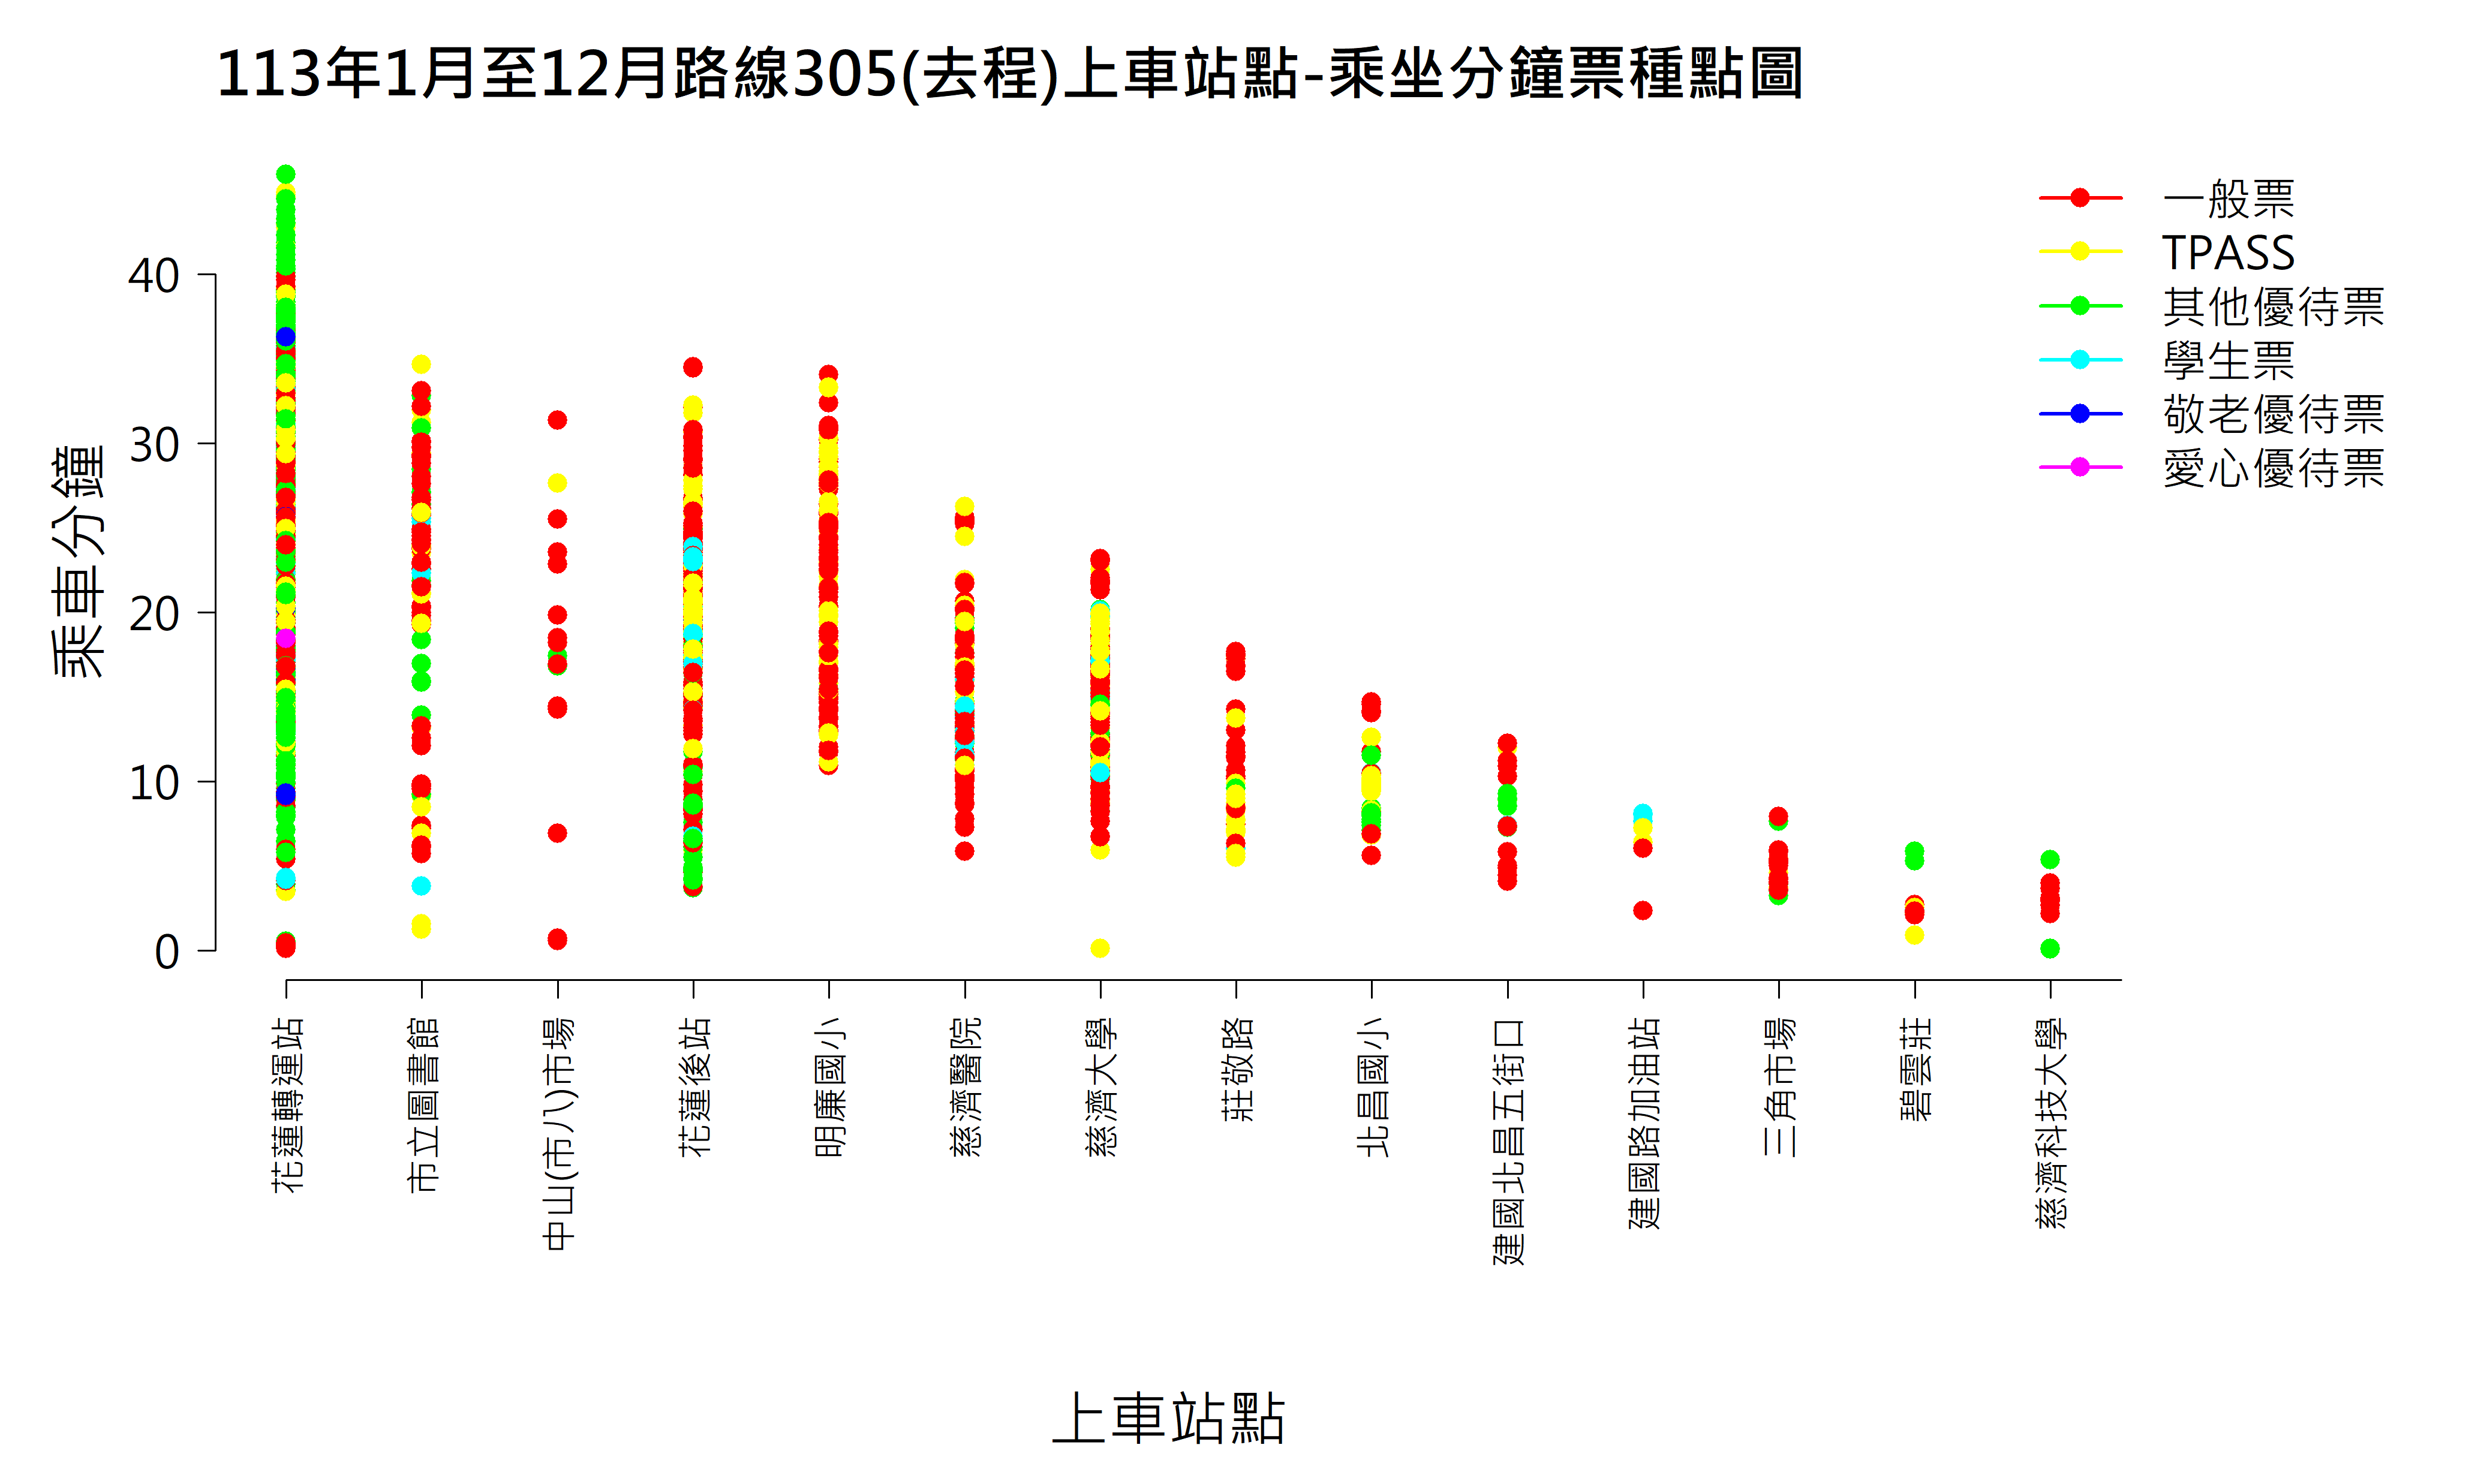 113年1月至12月路線305(去程)上車站點-乘坐分鐘票種點圖
一般票
TPASS
其他優待票
學生票
敬老優待票
愛心優待票
乘車分鐘
40
30
20
10
0
花蓮轉運站
市立圖書館
中山(市八)市場
花蓮後站
明廉國小
慈濟醫院
慈濟大學
莊敬路
北昌國小
建國北昌五街口
建國路加油站
三角市場
碧雲莊
慈濟科技大學
上車站點